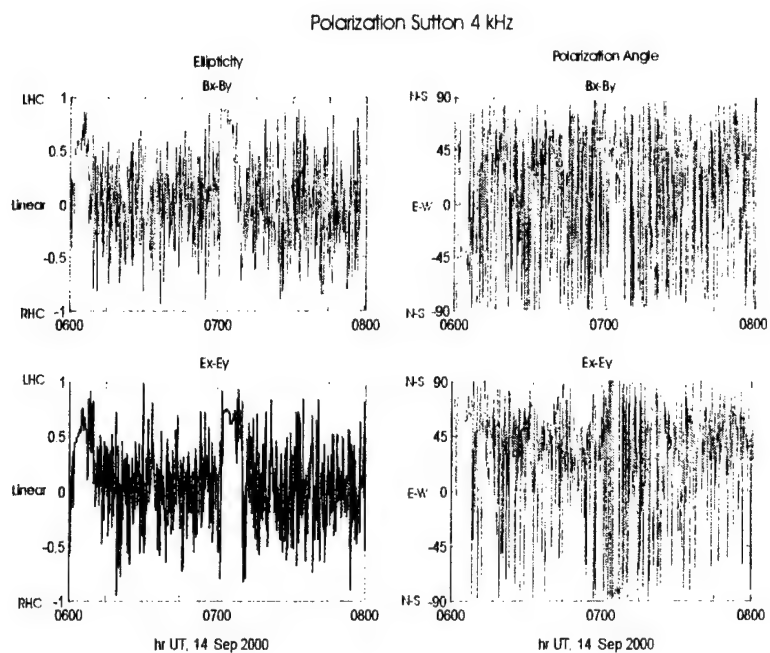 Polarization Sutton 4 kHz
Ellipticity
Bx-By
LHC 1
0.5
Linear 0
-0.5
RHC -1
0600 0700 0800
Polarization Angle
Bx-By
N-S 90
45
E-W 0
-45
N-S -90
0600 0700 0800
Ex-Ey
LHC 1
0.5
Linear 0
-0.5
RHC -1
0600 0700 0800
hr UT, 14 Sep 2000
Ex-Ey
N-S 90
45
E-W 0
-45
N-S -90
0600 0700 0800
hr UT, 14 Sep 2000